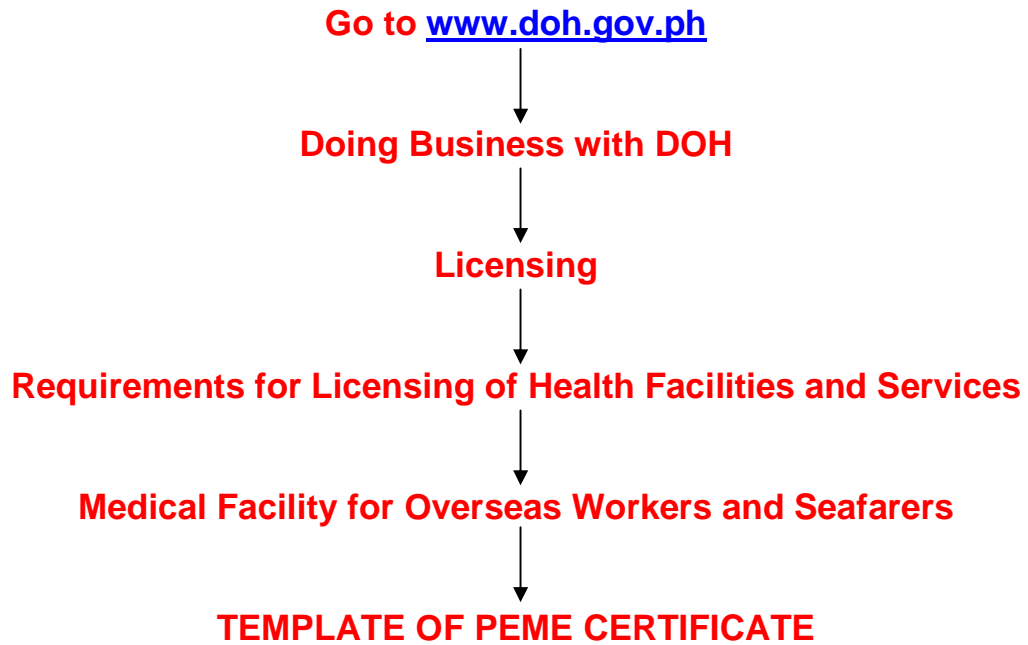 Go to www.doh.gov.ph
Doing Business with DOH
Licensing
Requirements for Licensing of Health Facilities and Services
Medical Facility for Overseas Workers and Seafarers
TEMPLATE OF PEME CERTIFICATE